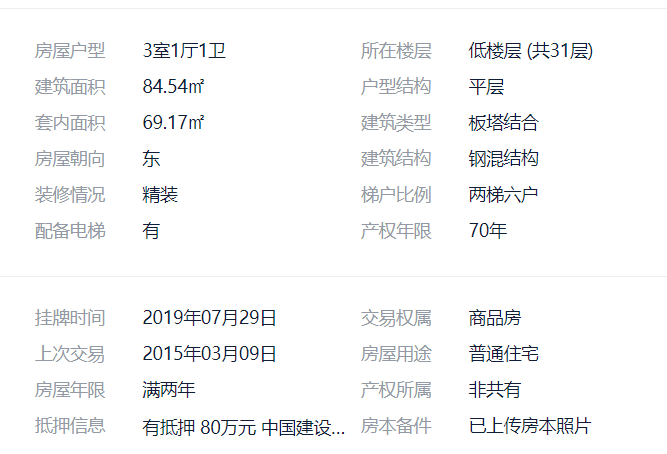 房屋户型 3室1厅1卫 所在楼层 低楼层 (共31层)
建筑面积 84.54㎡ 户型结构 平层
套内面积 69.17㎡ 建筑类型 板塔结合
房屋朝向 东 建筑结构 钢混结构
装修情况 精装 梯户比例 两梯六户
配备电梯 有 产权年限 70年
挂牌时间 2019年07月29日 交易权属 商品房
上次交易 2015年03月09日 房屋用途 普通住宅
房屋年限 满两年 产权所属 非共有
抵押信息 有抵押 80万元 中国建设... 房本备件 已上传房本照片